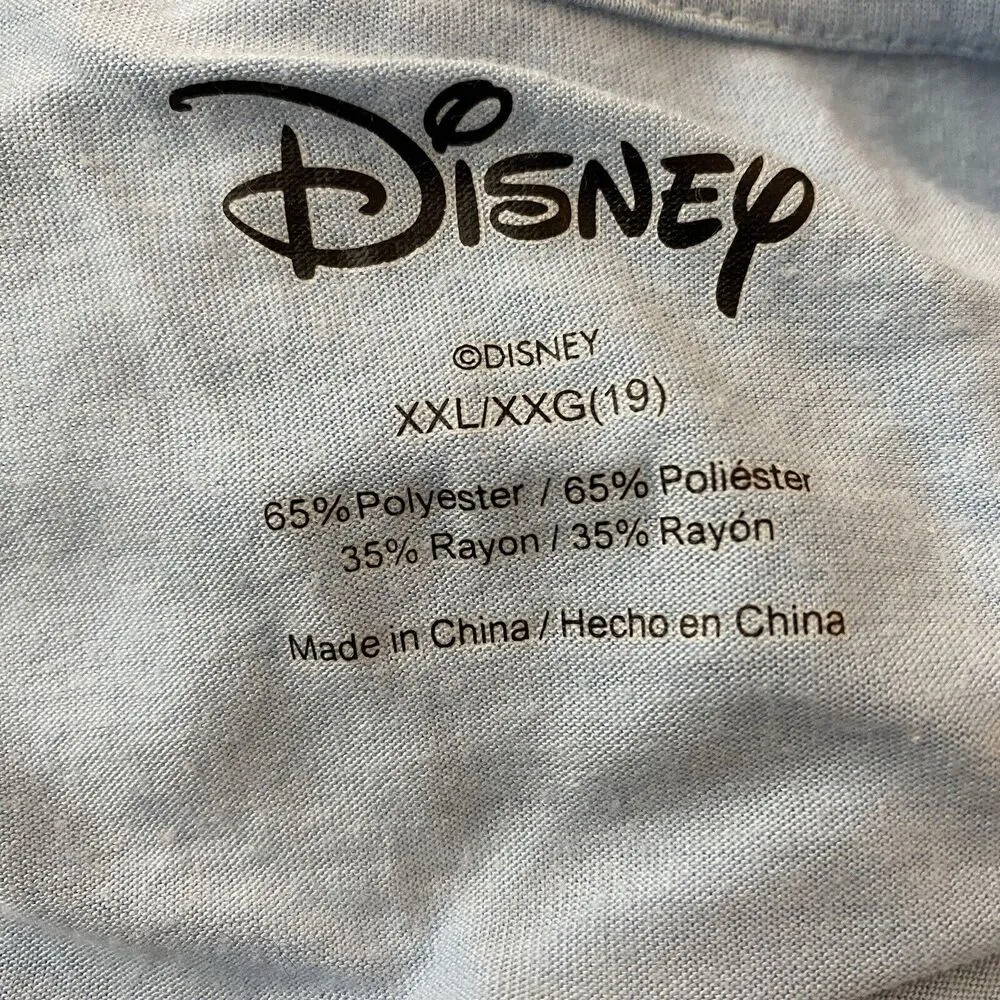 Disney
©DISNEY
XXL/XXG(19)
65% Polyester / 65% Poliéster
35% Rayon / 35% Rayón
Made in China / Hecho en China